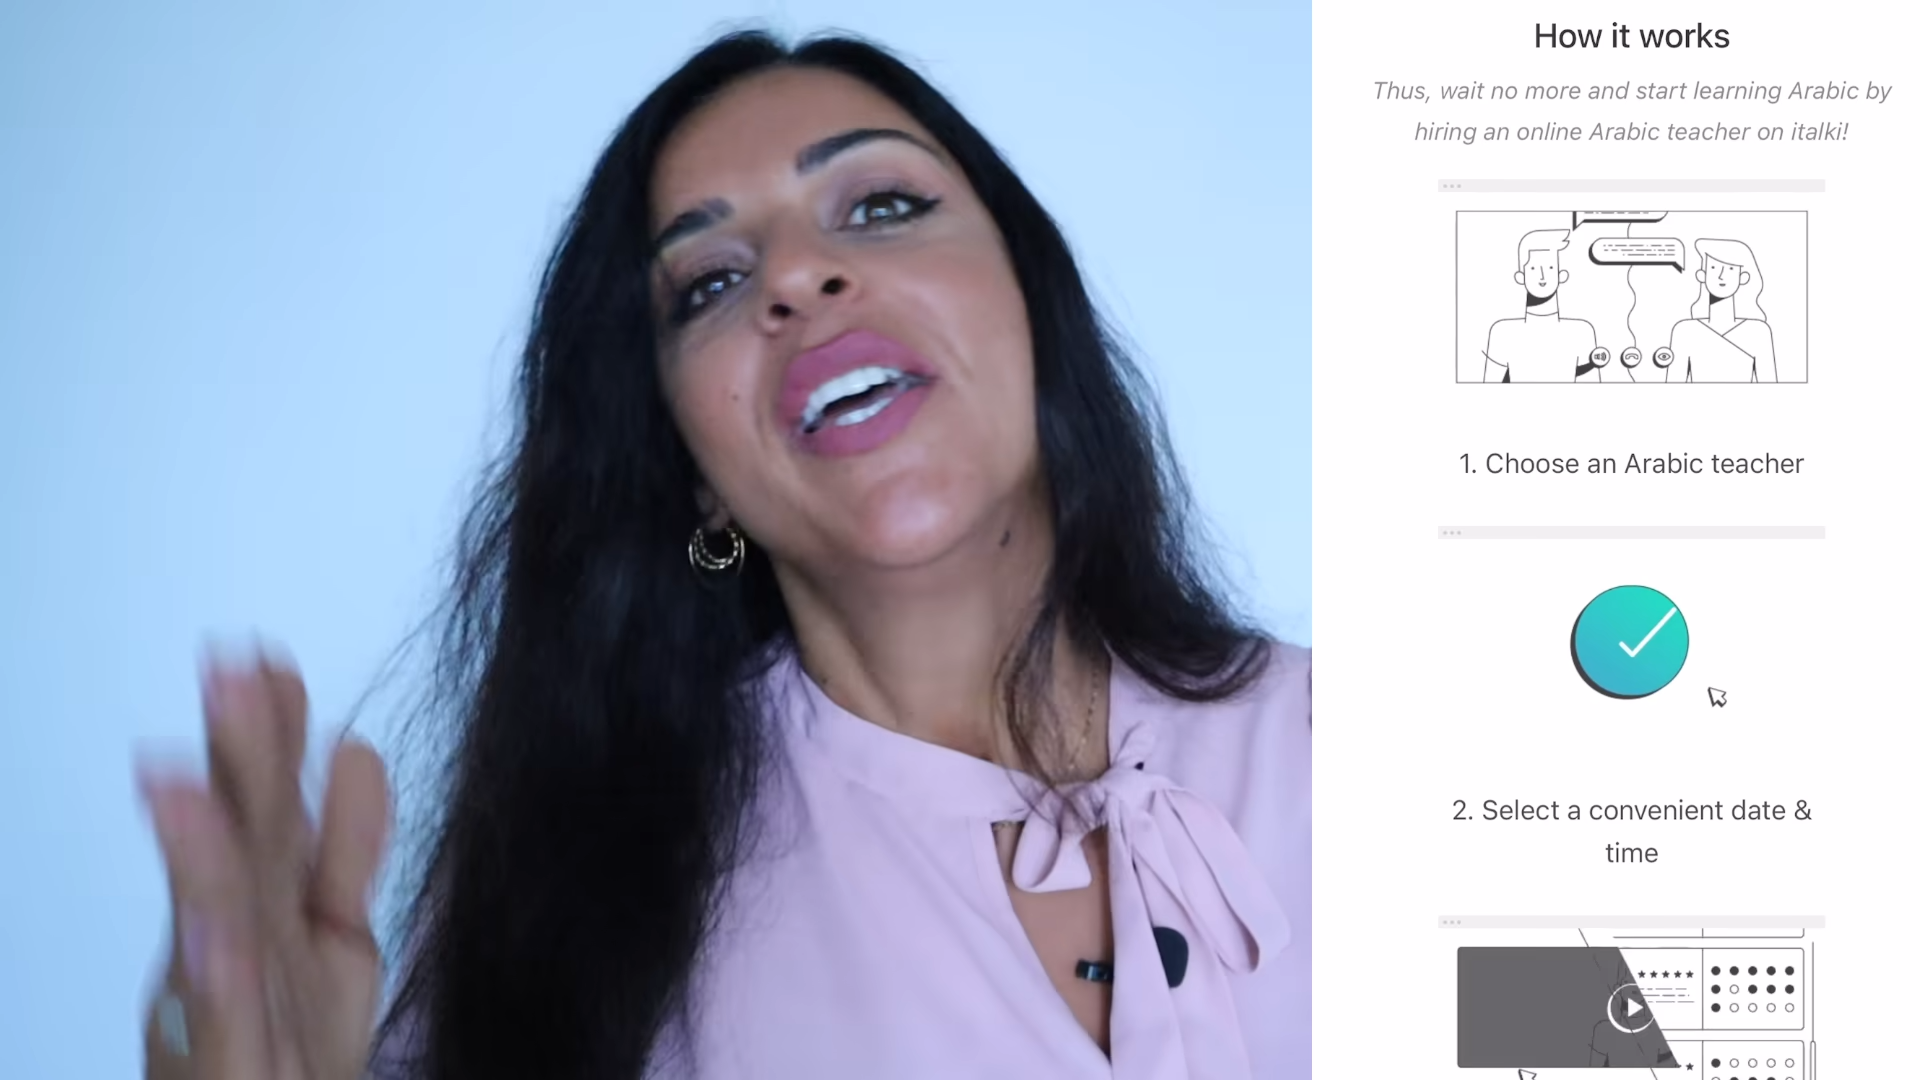 How it works
Thus, wait no more and start learning Arabic by
hiring an online Arabic teacher on italki!
1. Choose an Arabic teacher
2. Select a convenient date &
time